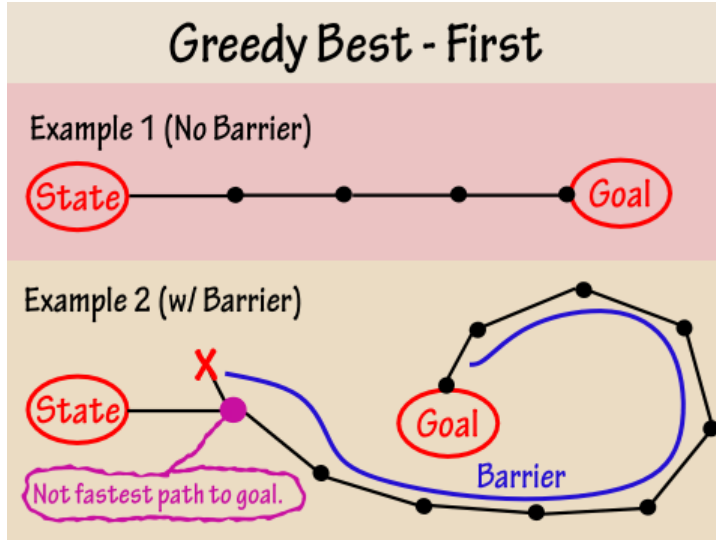 Greedy Best - First
Example 1 (No Barrier)
State
Goal
Example 2 (w/ Barrier)
X
State
Goal
Not fastest path to goal.
Barrier